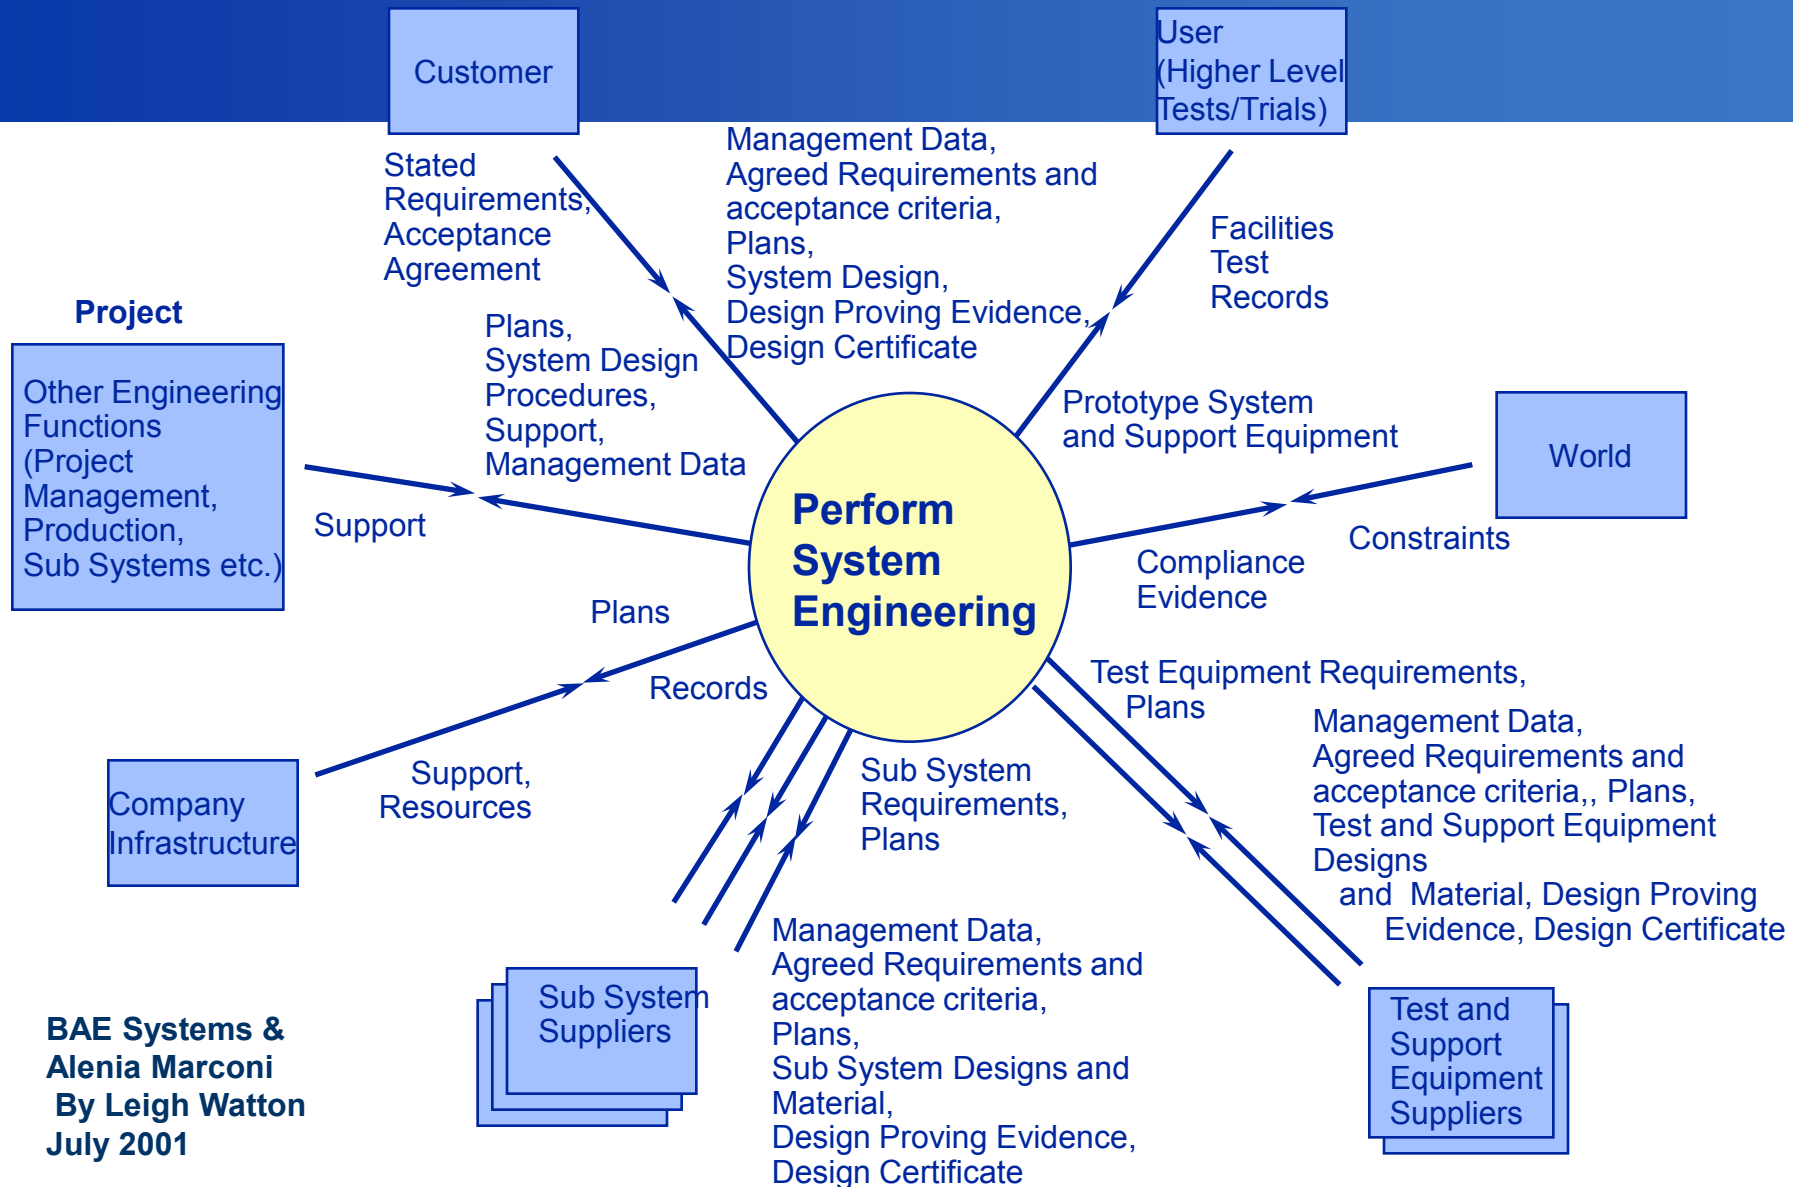 Customer
User
(Higher Level
Tests/Trials)
Stated
Requirements,
Acceptance
Agreement
Management Data,
Agreed Requirements and
acceptance criteria,
Plans,
System Design,
Design Proving Evidence,
Design Certificate
Facilities
Test
Records
Project
Other Engineering
Functions
(Project
Management,
Production,
Sub Systems etc.)
Plans,
System Design
Procedures,
Support,
Management Data
Support
Prototype System
and Support Equipment
World
Perform
System
Engineering
Constraints
Compliance
Evidence
Plans
Records
Support,
Resources
Company
Infrastructure
Sub System
Requirements,
Plans
Test Equipment Requirements,
Plans
Management Data,
Agreed Requirements and
acceptance criteria,, Plans,
Test and Support Equipment
Designs
and Material, Design Proving
Evidence, Design Certificate
Sub System
Suppliers
Management Data,
Agreed Requirements and
acceptance criteria,
Plans,
Sub System Designs and
Material,
Design Proving Evidence,
Design Certificate
Test and
Support
Equipment
Suppliers
BAE Systems &
Alenia Marconi
By Leigh Watton
July 2001